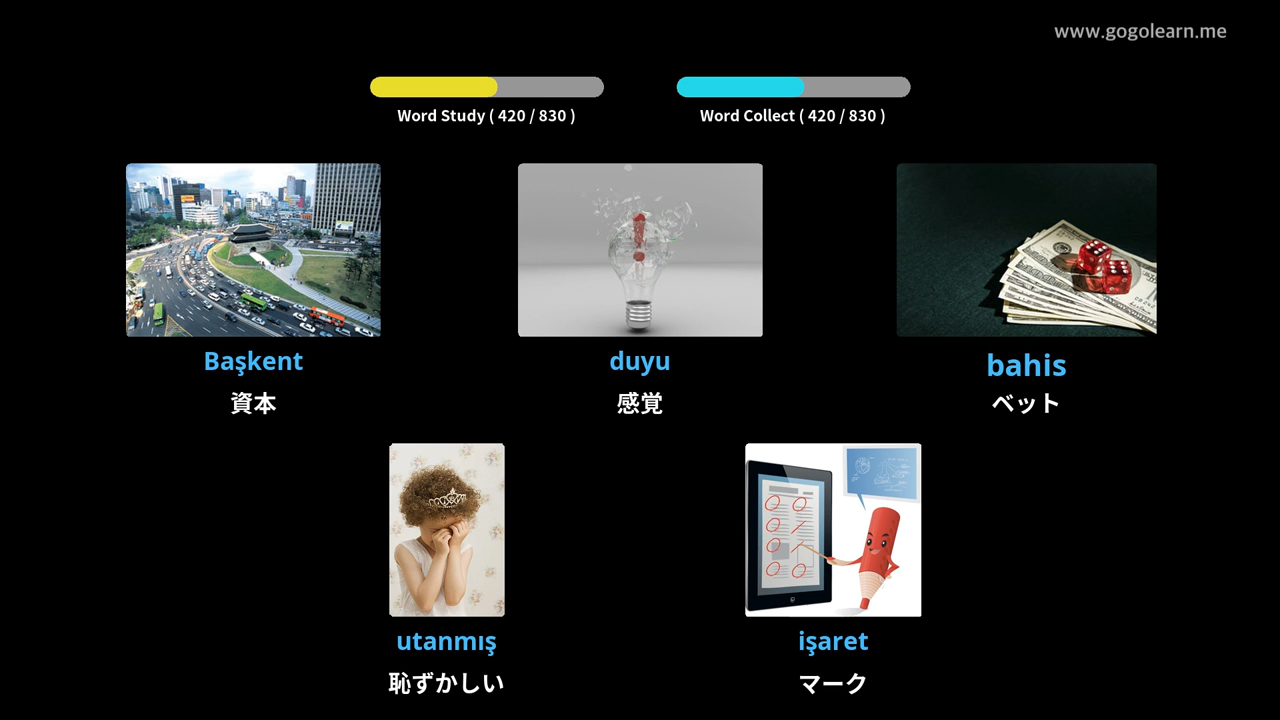 www.gogolearn.me
Word Study ( 420 / 830 )
Word Collect ( 420 / 830 )
Başkent
資本
duyu
感覚
bahis
ベット
utanmış
恥ずかしい
işaret
マーク